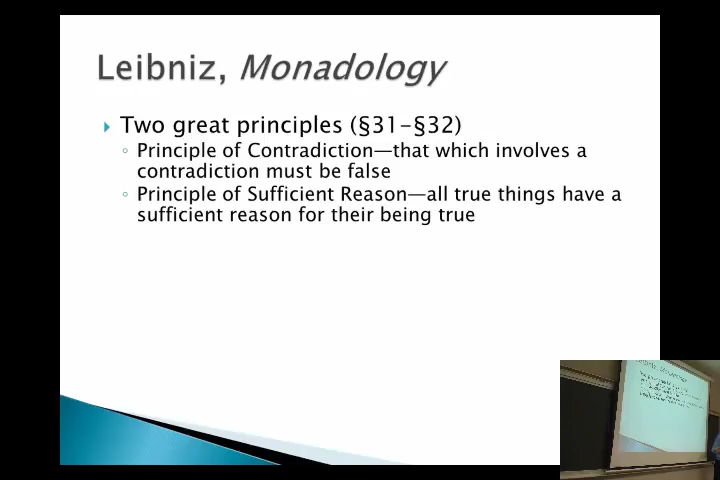 Leibniz, Monadology
Two great principles (§31-§32)
Principle of Contradiction—that which involves a
contradiction must be false
Principle of Sufficient Reason—all true things have a
sufficient reason for their being true